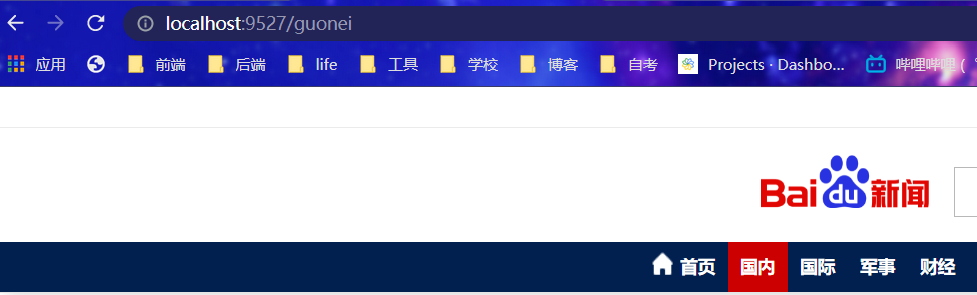 localhost:9527/guonei
应用 前端 后端 life 工具 学校 博客 自考 Projects · Dashbo... 哔哩哔哩 ( ゜
Bai du 新闻
首页 国内 国际 军事 财经